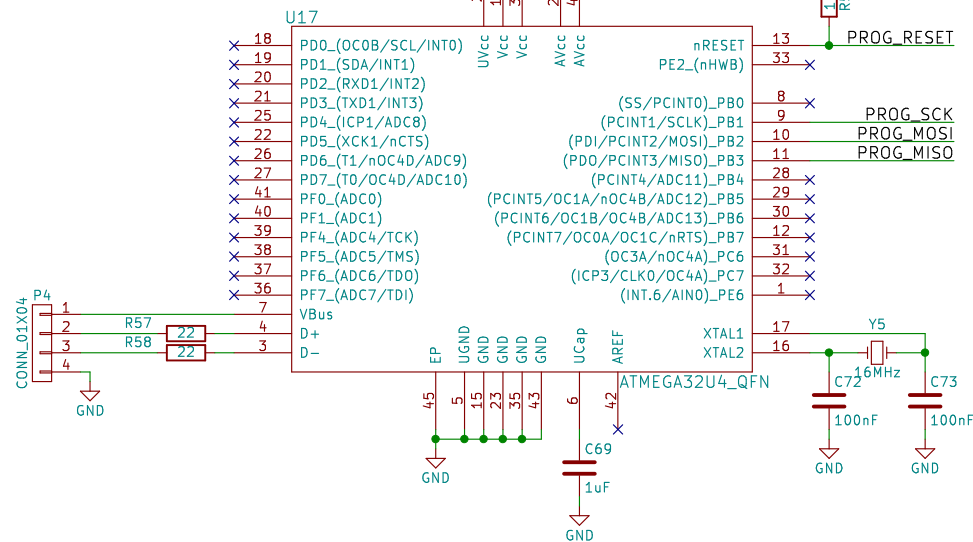 U17
UVcc
Vcc
Vcc
AVcc
AVcc
18 PD0_(OC0B/SCL/INT0)
19 PD1_(SDA/INT1)
20 PD2_(RXD1/INT2)
21 PD3_(TXD1/INT3)
25 PD4_(ICP1/ADC8)
22 PD5_(XCK1/nCTS)
26 PD6_(T1/nOC4D/ADC9)
27 PD7_(T0/OC4D/ADC10)
41 PF0_(ADC0)
40 PF1_(ADC1)
39 PF4_(ADC4/TCK)
38 PF5_(ADC5/TMS)
37 PF6_(ADC6/TDO)
36 PF7_(ADC7/TDI)
7 VBus
4 D+
3 D-
nRESET 13 PROG_RESET
PE2_(nHWB) 33
(SS/PCINT0)_PB0 8
(PCINT1/SCLK)_PB1 9 PROG_SCK
(PDI/PCINT2/MOSI)_PB2 10 PROG_MOSI
(PDO/PCINT3/MISO)_PB3 11 PROG_MISO
(PCINT4/ADC11)_PB4 28
(PCINT5/OC1A/nOC4B/ADC12)_PB5 29
(PCINT6/OC1B/OC4B/ADC13)_PB6 30
(PCINT7/OC0A/OC1C/nRTS)_PB7 12
(OC3A/nOC4A)_PC6 31
(ICP3/CLK0/OC4A)_PC7 32
(INT.6/AIN0)_PE6 1
XTAL1 17
XTAL2 16
P4
CONN_01X04
1
2
3
4
R57
22
R58
22
GND
EP
UGND
GND
GND
GND
GND
UCap
AREF
45
5
15
23
35
43
6
42
ATMEGA32U4_QFN
GND
C69
1uF
GND
Y5
16MHz
C72
100nF
GND
C73
100nF
GND